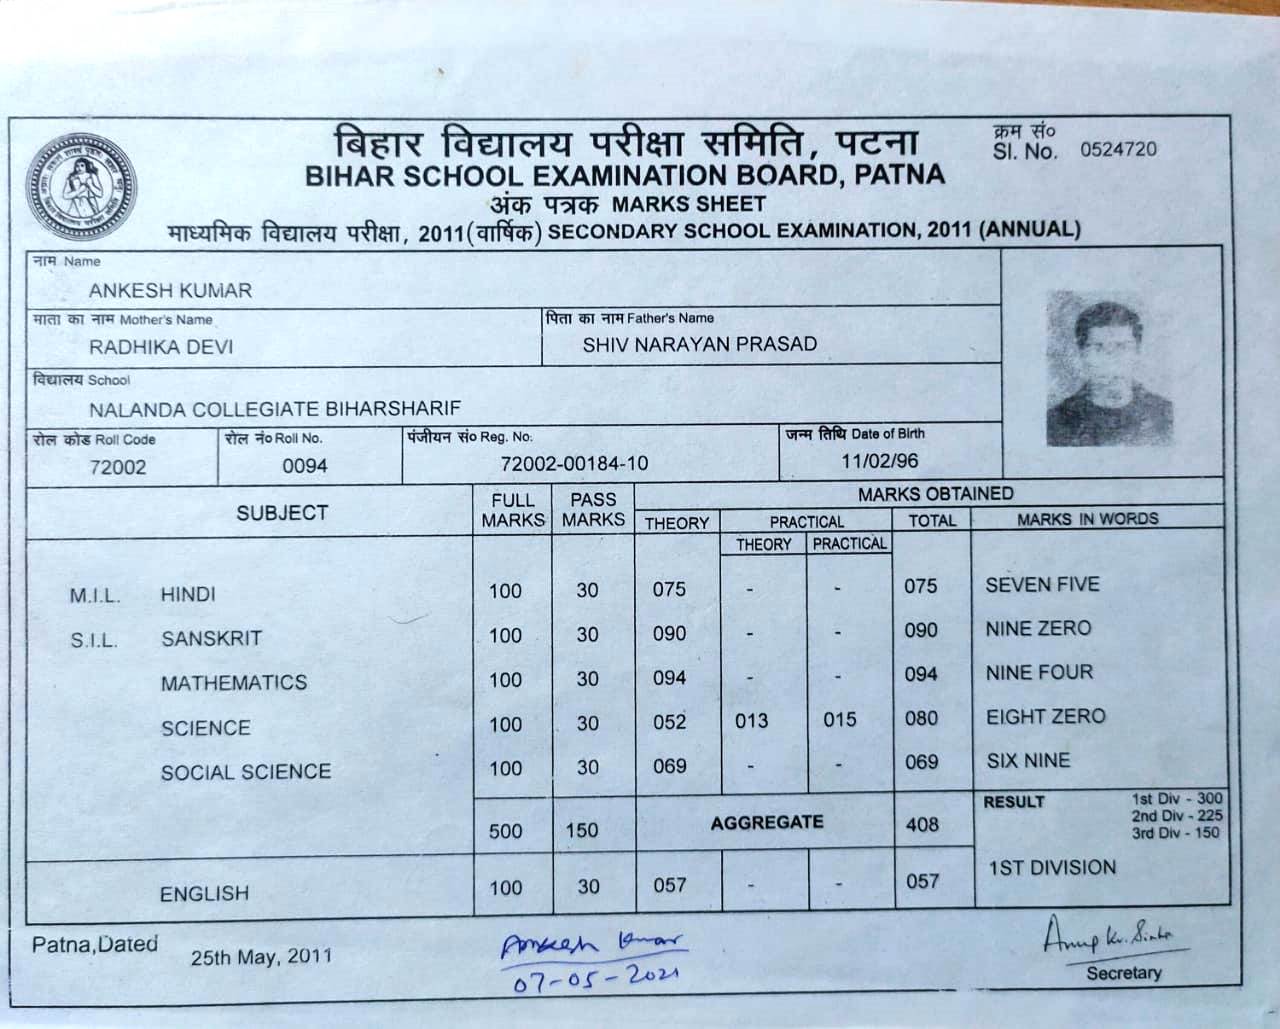 बिहार विद्यालय परीक्षा समिति, पटना
क्रम सं०
Sl. No. 0524720
BIHAR SCHOOL EXAMINATION BOARD, PATNA
अंक पत्रक MARKS SHEET
माध्यमिक विद्यालय परीक्षा, 2011(वार्षिक) SECONDARY SCHOOL EXAMINATION, 2011 (ANNUAL)
नाम Name
ANKESH KUMAR
माता का नाम Mother's Name
RADHIKA DEVI
पिता का नाम Father's Name
SHIV NARAYAN PRASAD
विद्यालय School
NALANDA COLLEGIATE BIHARSHARIF
रोल कोड Roll Code रोल नं० Roll No. पंजीयन सं० Reg. No. जन्म तिथि Date of Birth
72002 0094 72002-00184-10 11/02/96
SUBJECT FULL MARKS PASS MARKS MARKS OBTAINED
THEORY PRACTICAL TOTAL MARKS IN WORDS
THEORY PRACTICAL
M.I.L. HINDI 100 30 075 - - 075 SEVEN FIVE
S.I.L. SANSKRIT 100 30 090 - - 090 NINE ZERO
MATHEMATICS 100 30 094 - - 094 NINE FOUR
SCIENCE 100 30 052 013 015 080 EIGHT ZERO
SOCIAL SCIENCE 100 30 069 - - 069 SIX NINE
500 150 AGGREGATE 408
RESULT 1st Div - 300
2nd Div - 225
3rd Div - 150
1ST DIVISION
ENGLISH 100 30 057 - - 057
Patna,Dated 25th May, 2011
Ankesh Kumar
07-05-2021
Anup Kr. Sinha
Secretary